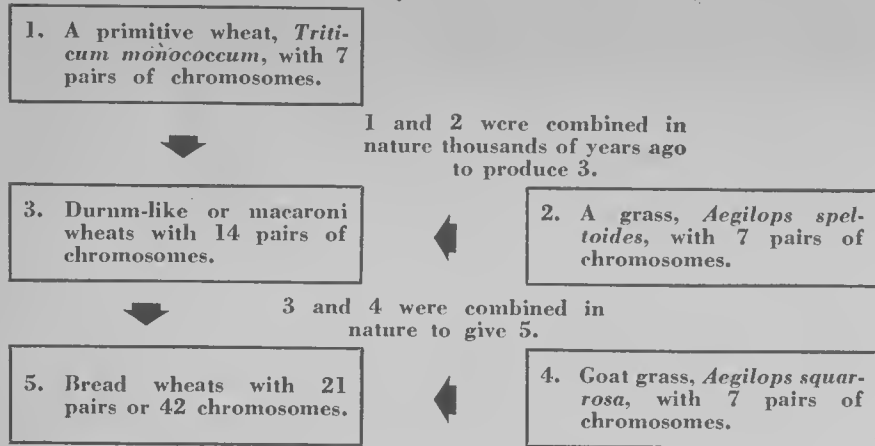 1. A primitive wheat, Triti-
cum monococcum, with 7
pairs of chromosomes.
1 and 2 were combined in
nature thousands of years ago
to produce 3.
3. Durum-like or macaroni
wheats with 14 pairs of
chromosomes.
2. A grass, Aegilops spel-
toides, with 7 pairs of
chromosomes.
3 and 4 were combined in
nature to give 5.
5. Bread wheats with 21
pairs or 42 chromosomes.
4. Goat grass, Aegilops squar-
rosa, with 7 pairs of
chromosomes.